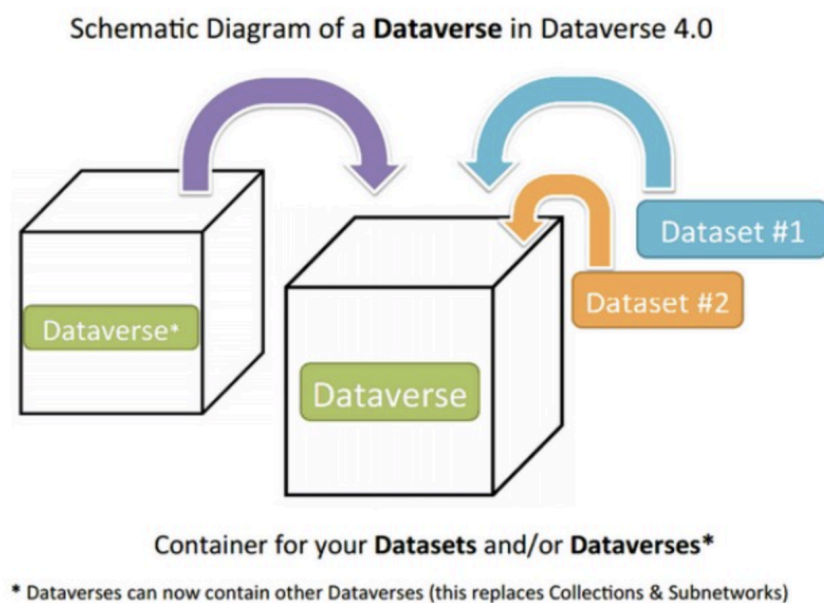 Schematic Diagram of a Dataverse in Dataverse 4.0
Dataset #1
Dataset #2
Dataverse*
Dataverse
Container for your Datasets and/or Dataverses*
* Dataverses can now contain other Dataverses (this replaces Collections & Subnetworks)